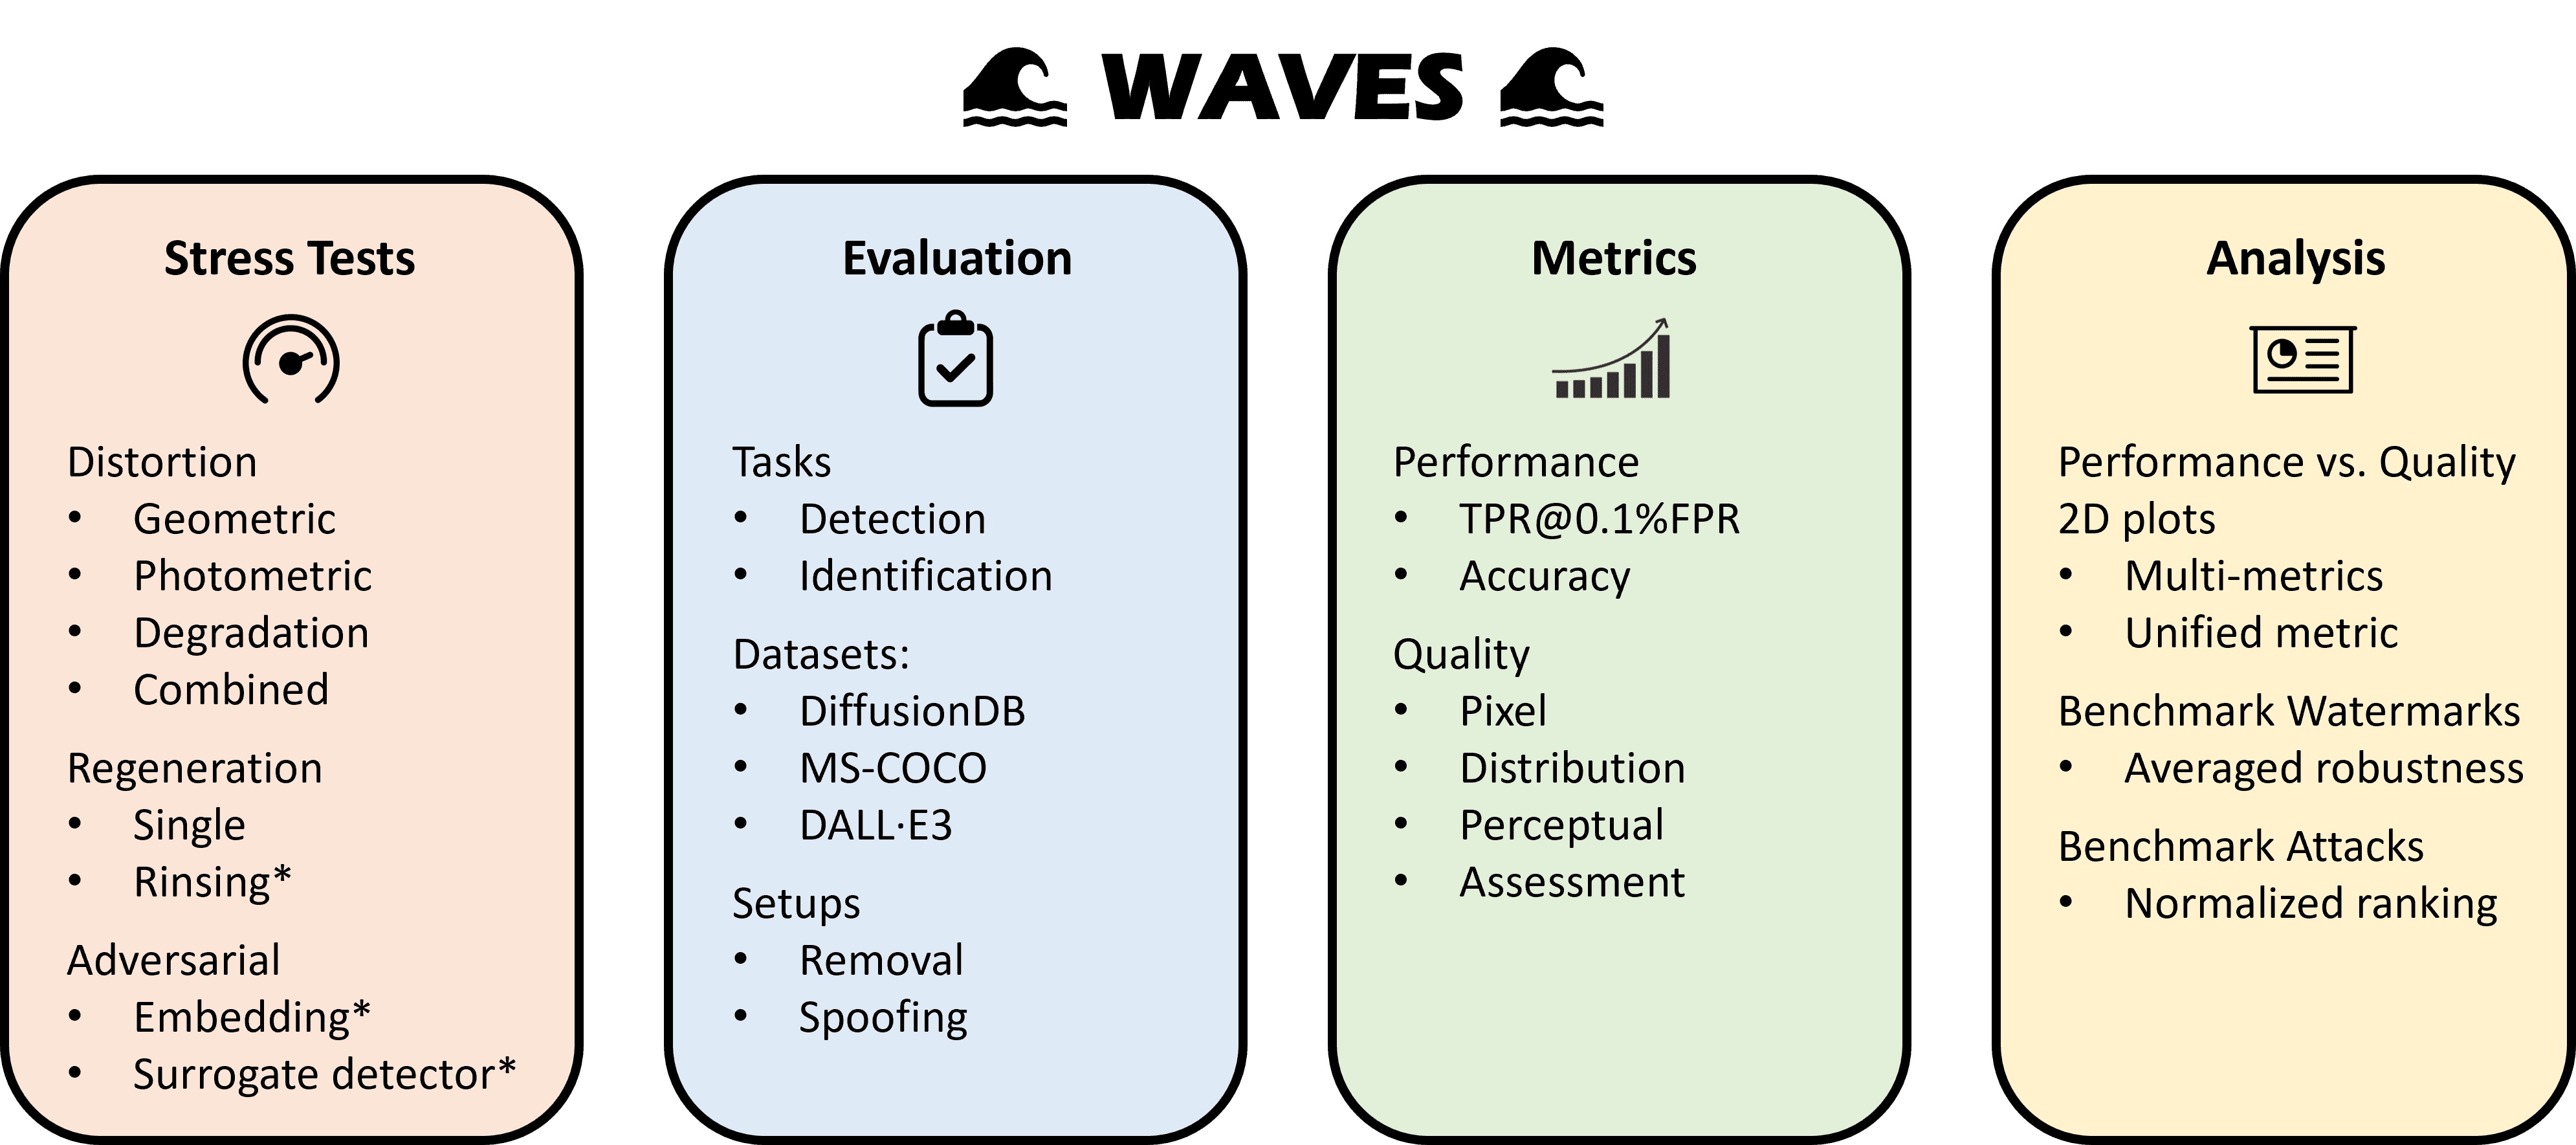 WAVES
Stress Tests
Distortion
• Geometric
• Photometric
• Degradation
• Combined
Regeneration
• Single
• Rinsing*
Adversarial
• Embedding*
• Surrogate detector*
Evaluation
Tasks
• Detection
• Identification
Datasets:
• DiffusionDB
• MS-COCO
• DALL·E3
Setups
• Removal
• Spoofing
Metrics
Performance
• TPR@0.1%FPR
• Accuracy
Quality
• Pixel
• Distribution
• Perceptual
• Assessment
Analysis
Performance vs. Quality
2D plots
• Multi-metrics
• Unified metric
Benchmark Watermarks
• Averaged robustness
Benchmark Attacks
• Normalized ranking